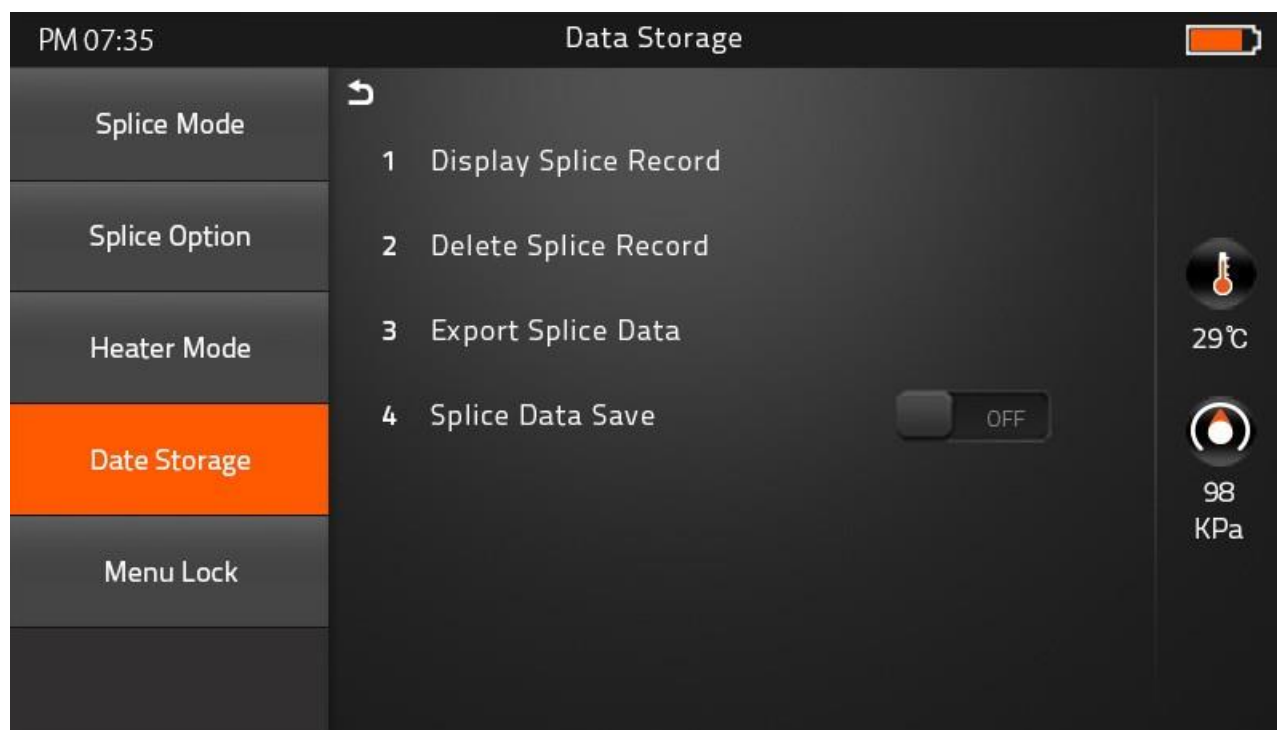 PM 07:35
Data Storage
Splice Mode
Splice Option
Heater Mode
Date Storage
Menu Lock
1 Display Splice Record
2 Delete Splice Record
3 Export Splice Data
4 Splice Data Save
OFF
29℃
98
KPa